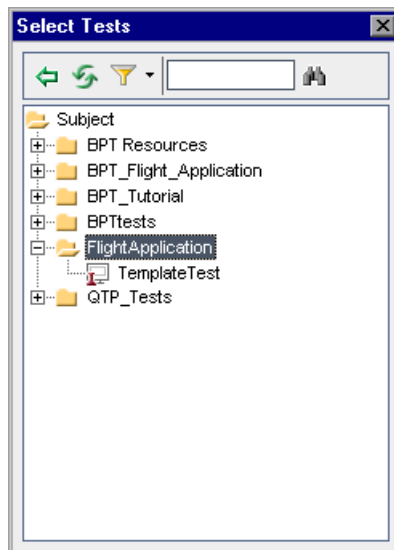 Select Tests
Subject
BPT Resources
BPT_Flight_Application
BPT_Tutorial
BPTtests
FlightApplication
TemplateTest
QTP_Tests